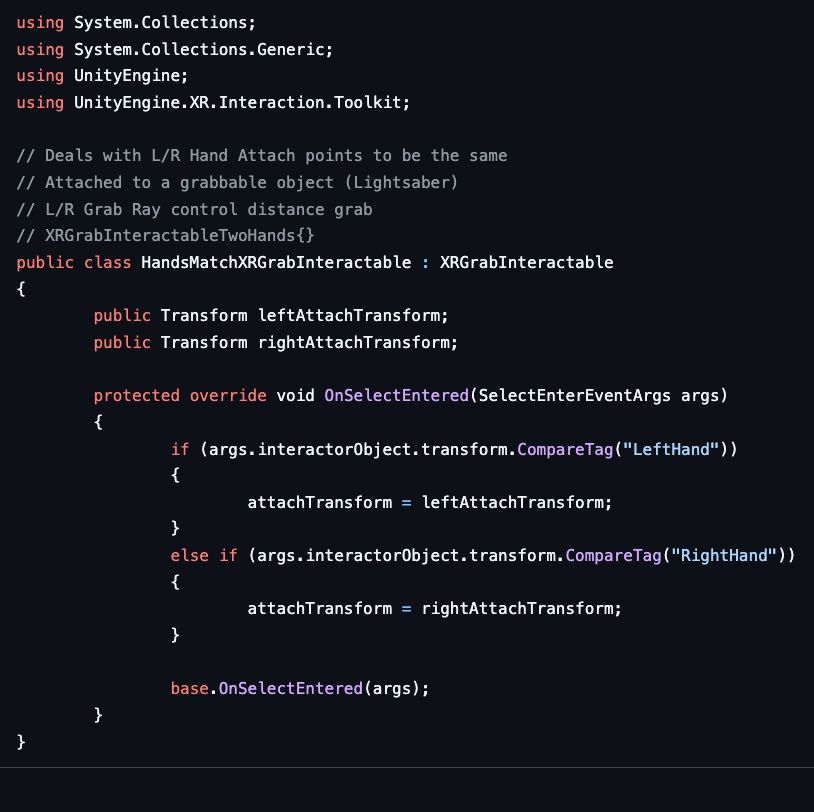 using System.Collections;
using System.Collections.Generic;
using UnityEngine;
using UnityEngine.XR.Interaction.Toolkit;
// Deals with L/R Hand Attach points to be the same
// Attached to a grabbable object (Lightsaber)
// L/R Grab Ray control distance grab
// XRGrabInteractableTwoHands{}
public class HandsMatchXRGrabInteractable : XRGrabInteractable
{
        public Transform leftAttachTransform;
        public Transform rightAttachTransform;
        protected override void OnSelectEntered(SelectEnterEventArgs args)
        {
                if (args.interactorObject.transform.CompareTag("LeftHand"))
                {
                        attachTransform = leftAttachTransform;
                }
                else if (args.interactorObject.transform.CompareTag("RightHand"))
                {
                        attachTransform = rightAttachTransform;
                }
                base.OnSelectEntered(args);
        }
}